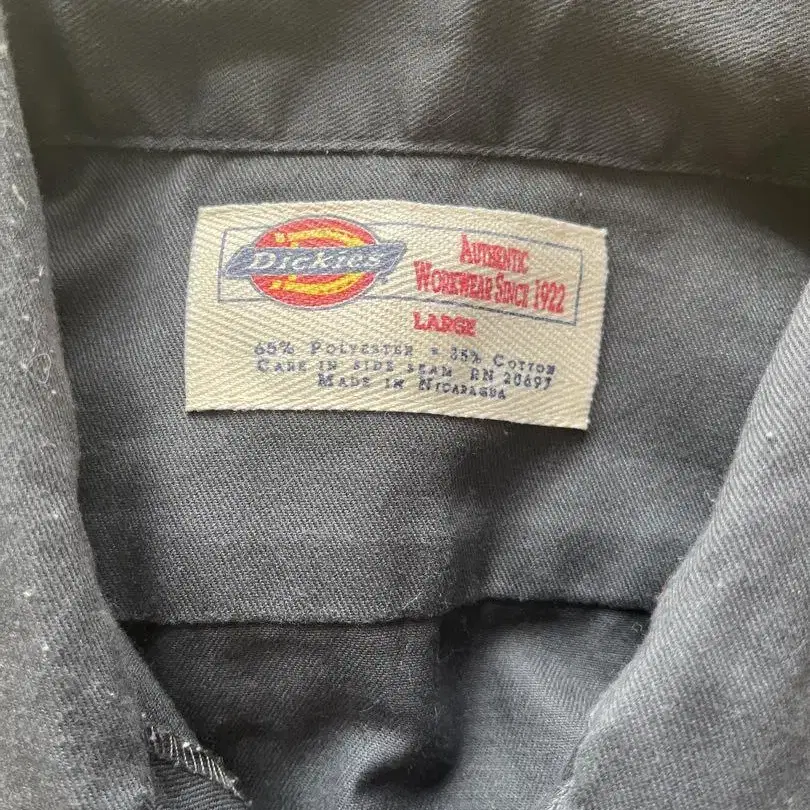 Dickies
AUTHENTIC
WORKWEAR SINCE 1922
LARGE
65% POLYESTER • 35% COTTON
CARE IN SIDE SEAM RN 20697
MADE IN NICARAGUA